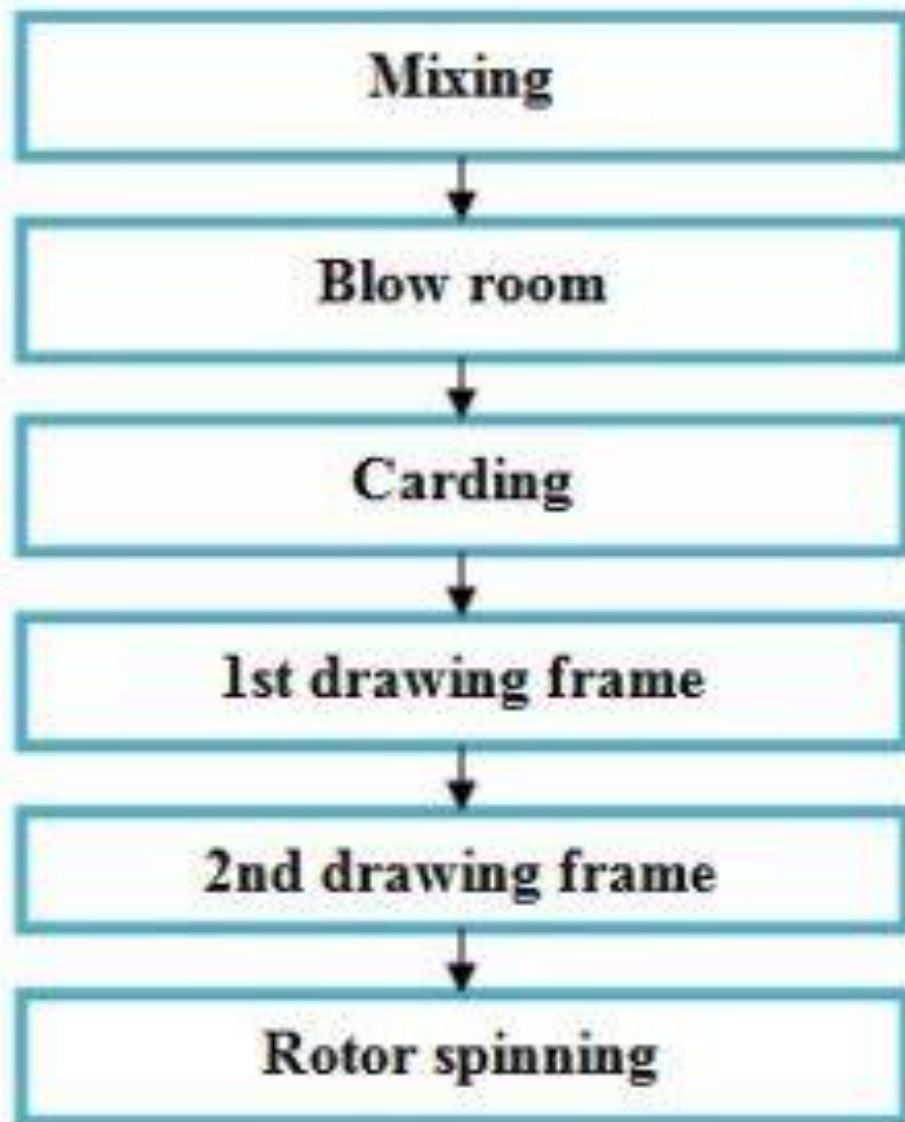 Mixing
Blow room
Carding
1st drawing frame
2nd drawing frame
Rotor spinning